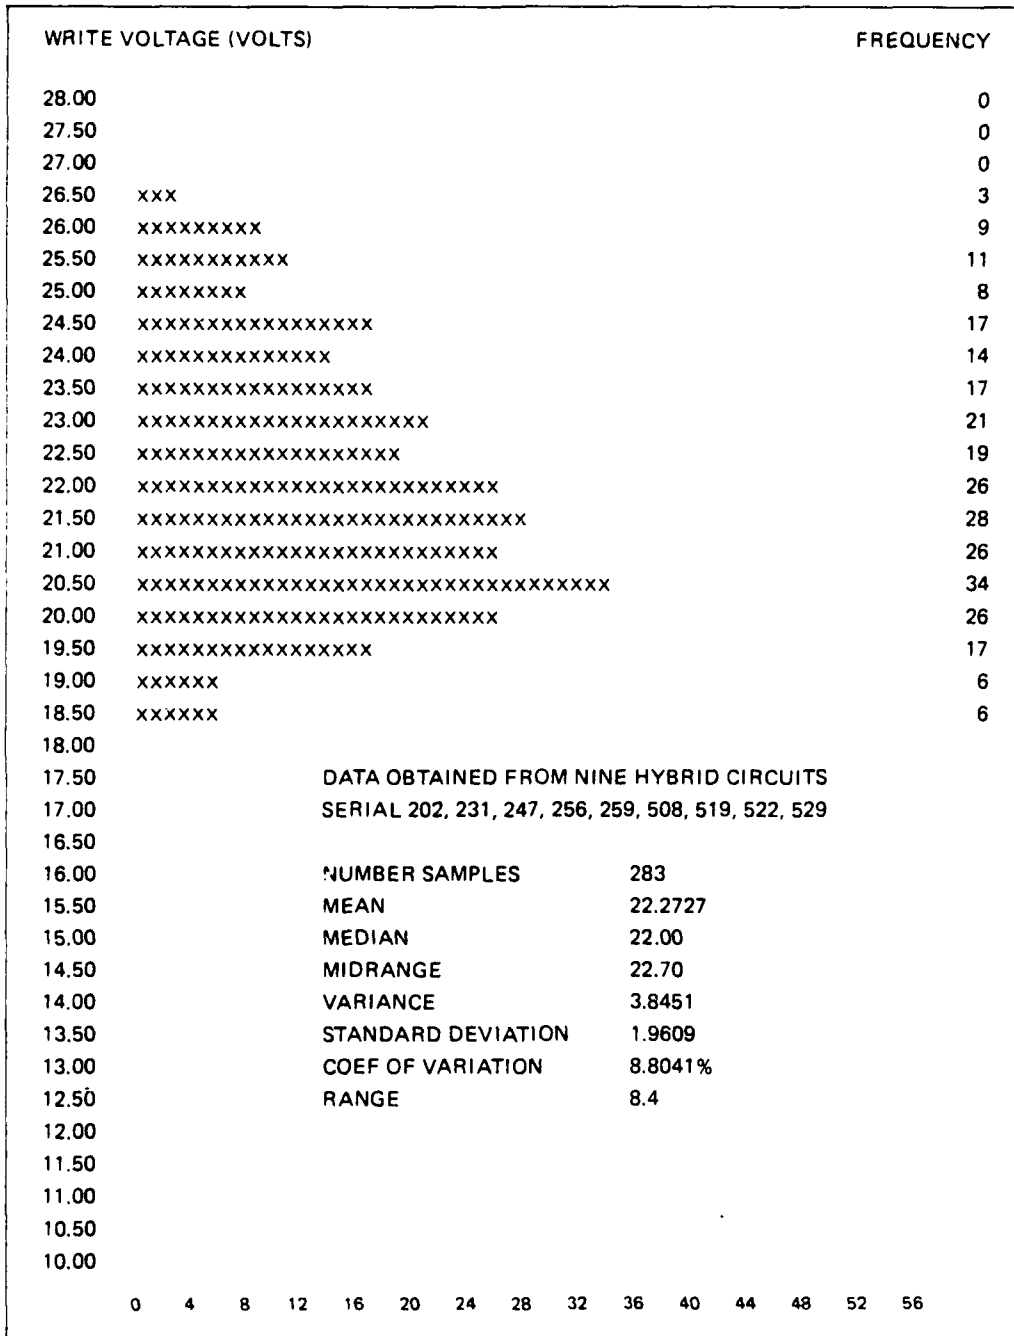 WRITE VOLTAGE (VOLTS) FREQUENCY
28.00 0
27.50 0
27.00 0
26.50 xxx 3
26.00 xxxxxxxxx 9
25.50 xxxxxxxxxxx 11
25.00 xxxxxxxx 8
24.50 xxxxxxxxxxxxxxxxx 17
24.00 xxxxxxxxxxxxxx 14
23.50 xxxxxxxxxxxxxxxxx 17
23.00 xxxxxxxxxxxxxxxxxxxxx 21
22.50 xxxxxxxxxxxxxxxxxxx 19
22.00 xxxxxxxxxxxxxxxxxxxxxxxxxx 26
21.50 xxxxxxxxxxxxxxxxxxxxxxxxxxxx 28
21.00 xxxxxxxxxxxxxxxxxxxxxxxxxx 26
20.50 xxxxxxxxxxxxxxxxxxxxxxxxxxxxxxxxxx 34
20.00 xxxxxxxxxxxxxxxxxxxxxxxxxx 26
19.50 xxxxxxxxxxxxxxxxx 17
19.00 xxxxxx 6
18.50 xxxxxx 6
18.00
17.50 DATA OBTAINED FROM NINE HYBRID CIRCUITS
17.00 SERIAL 202, 231, 247, 256, 259, 508, 519, 522, 529
16.50
16.00 NUMBER SAMPLES 283
15.50 MEAN 22.2727
15.00 MEDIAN 22.00
14.50 MIDRANGE 22.70
14.00 VARIANCE 3.8451
13.50 STANDARD DEVIATION 1.9609
13.00 COEF OF VARIATION 8.8041%
12.50 RANGE 8.4
12.00
11.50
11.00
10.50
10.00
0 4 8 12 16 20 24 28 32 36 40 44 48 52 56